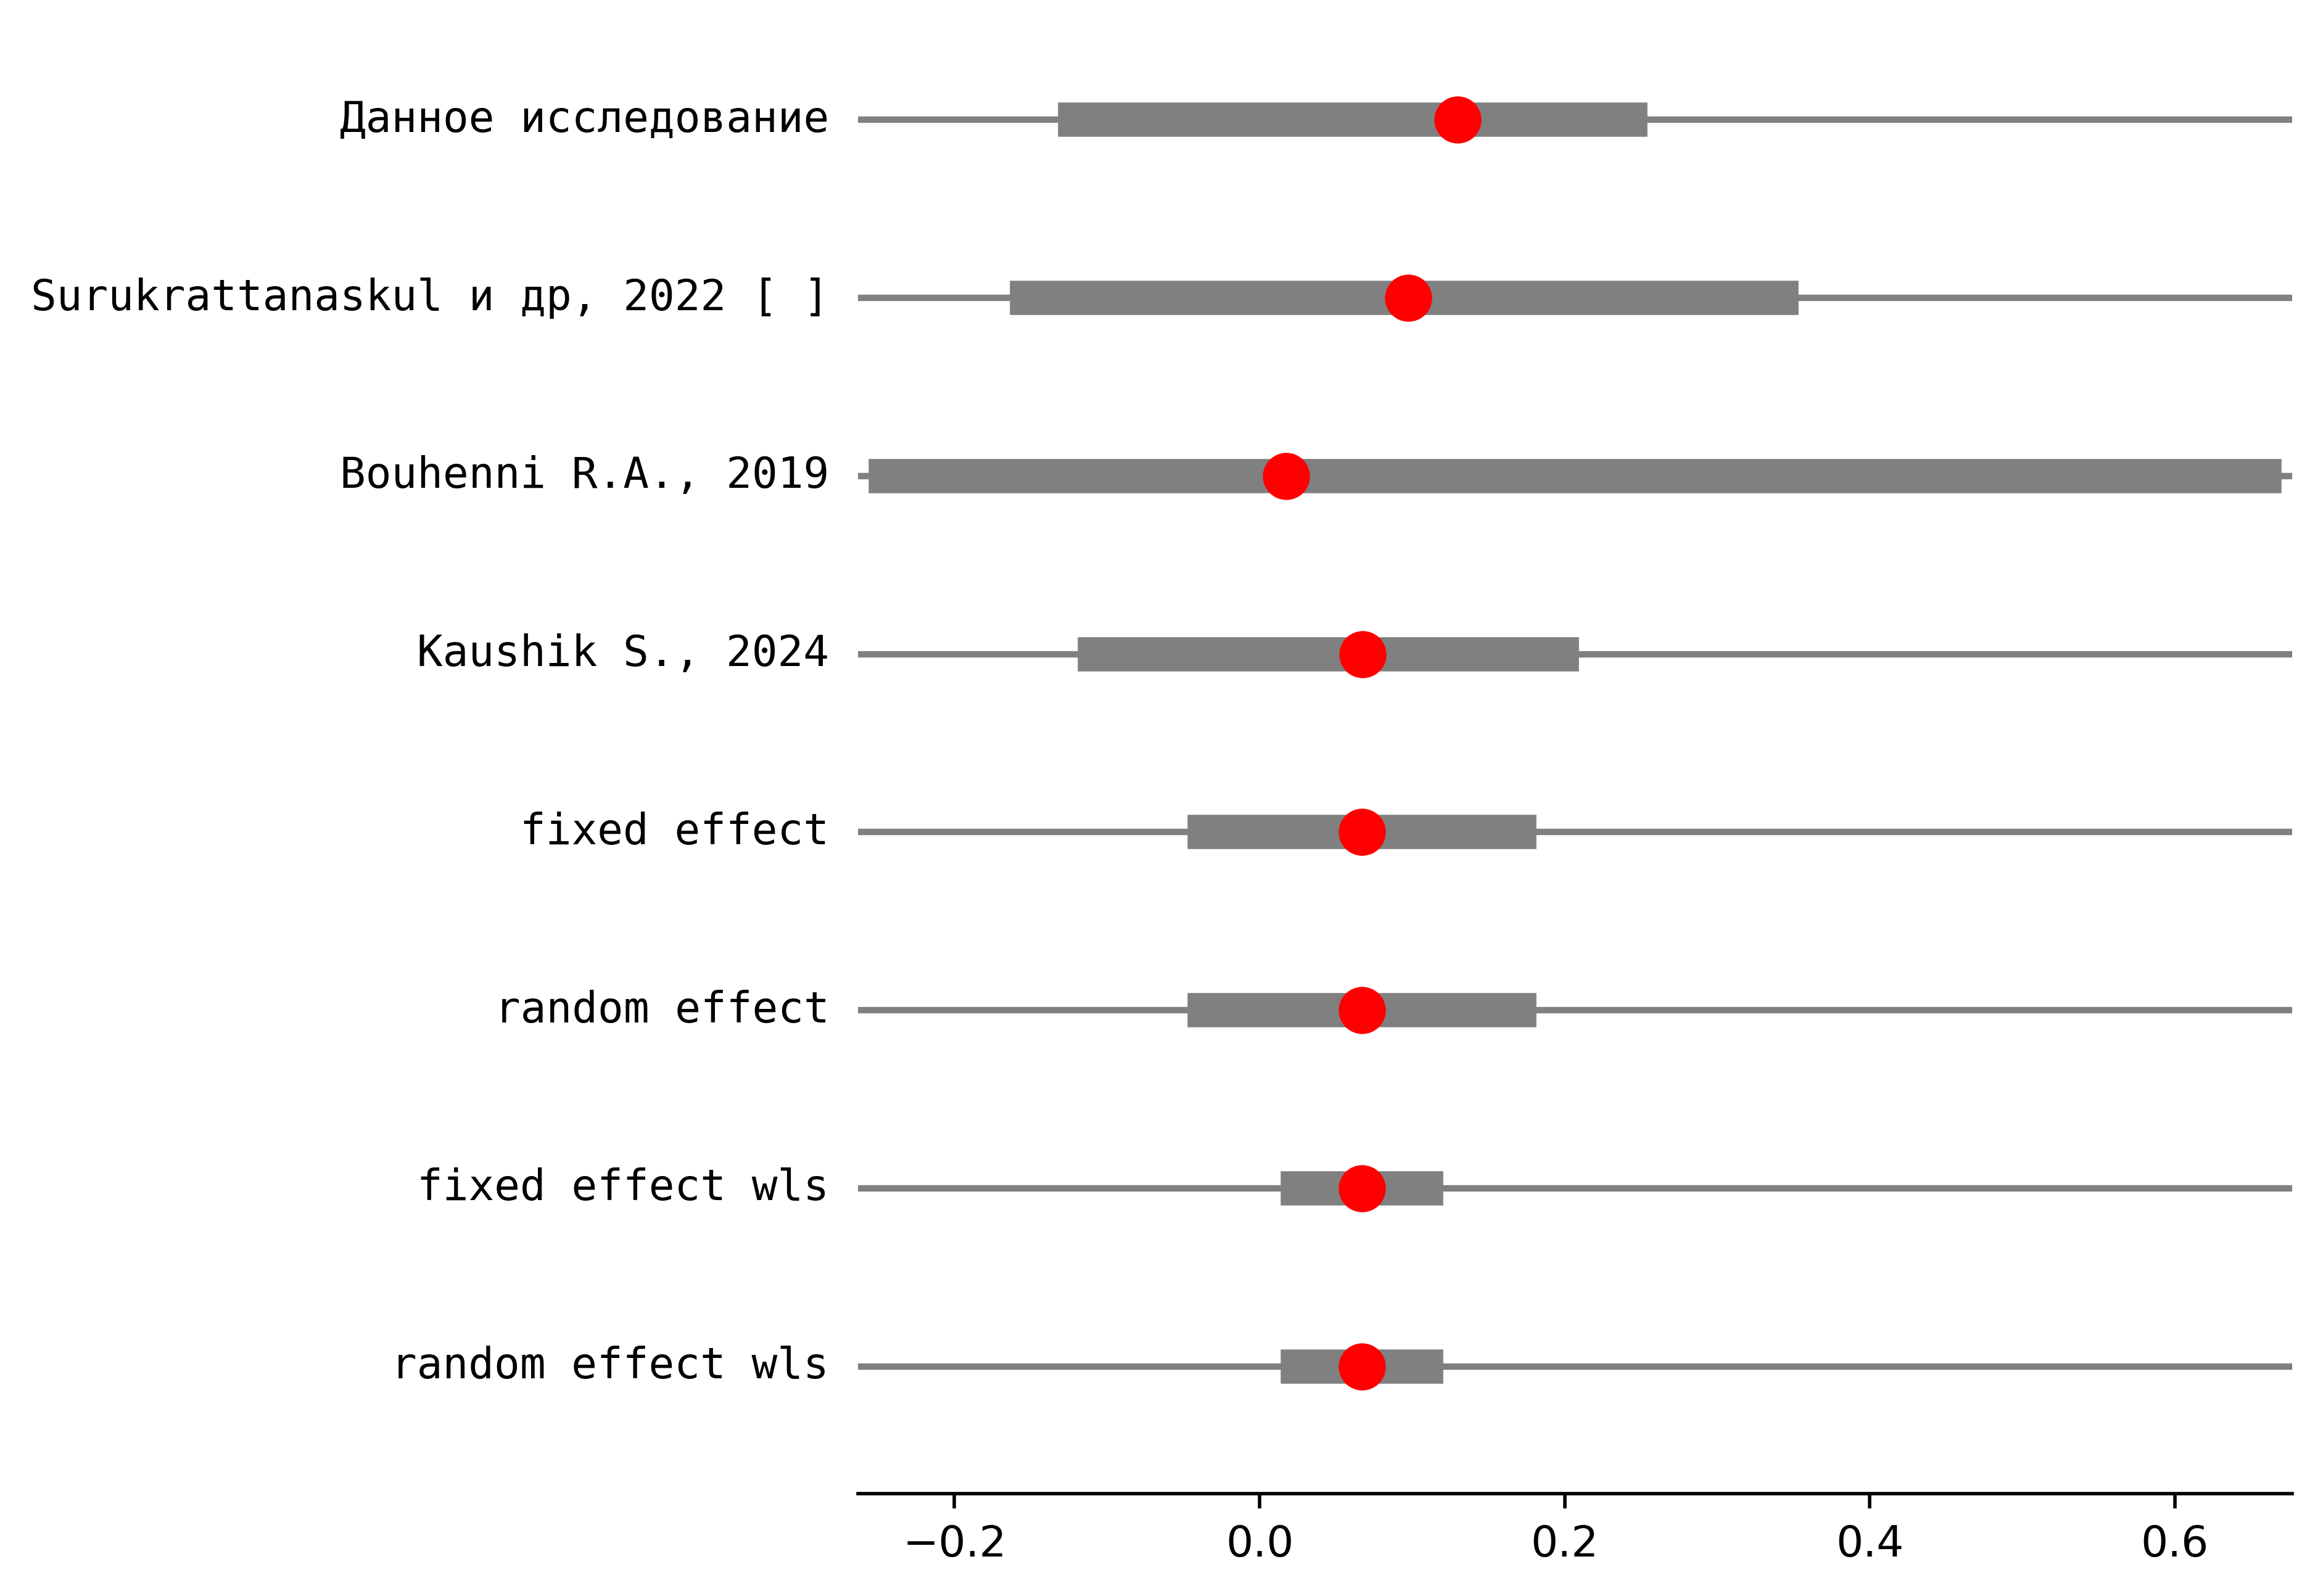 Данное исследование
Surukrattanaskul и др, 2022 [ ]
Bouhenni R.A., 2019
Kaushik S., 2024
fixed effect
random effect
fixed effect wls
random effect wls
−0.2 0.0 0.2 0.4 0.6